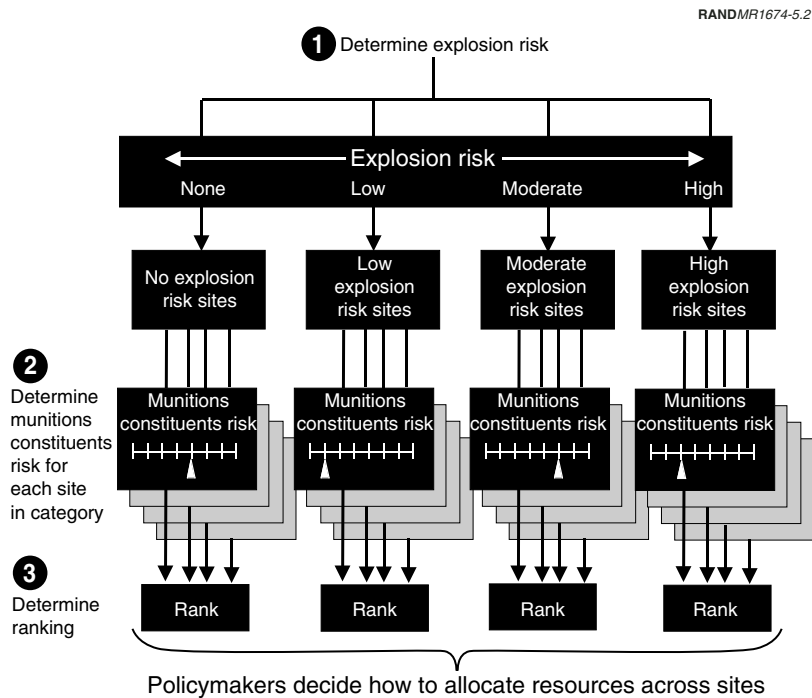 RANDMR1674-5.2
1 Determine explosion risk
Explosion risk
None Low Moderate High
No explosion
risk sites
Low
explosion
risk sites
Moderate
explosion
risk sites
High
explosion
risk sites
2
Determine
munitions
constituents
risk for
each site
in category
Munitions
constituents risk
Munitions
constituents risk
Munitions
constituents risk
Munitions
constituents risk
3
Determine
ranking
Rank Rank Rank Rank
Policymakers decide how to allocate resources across sites